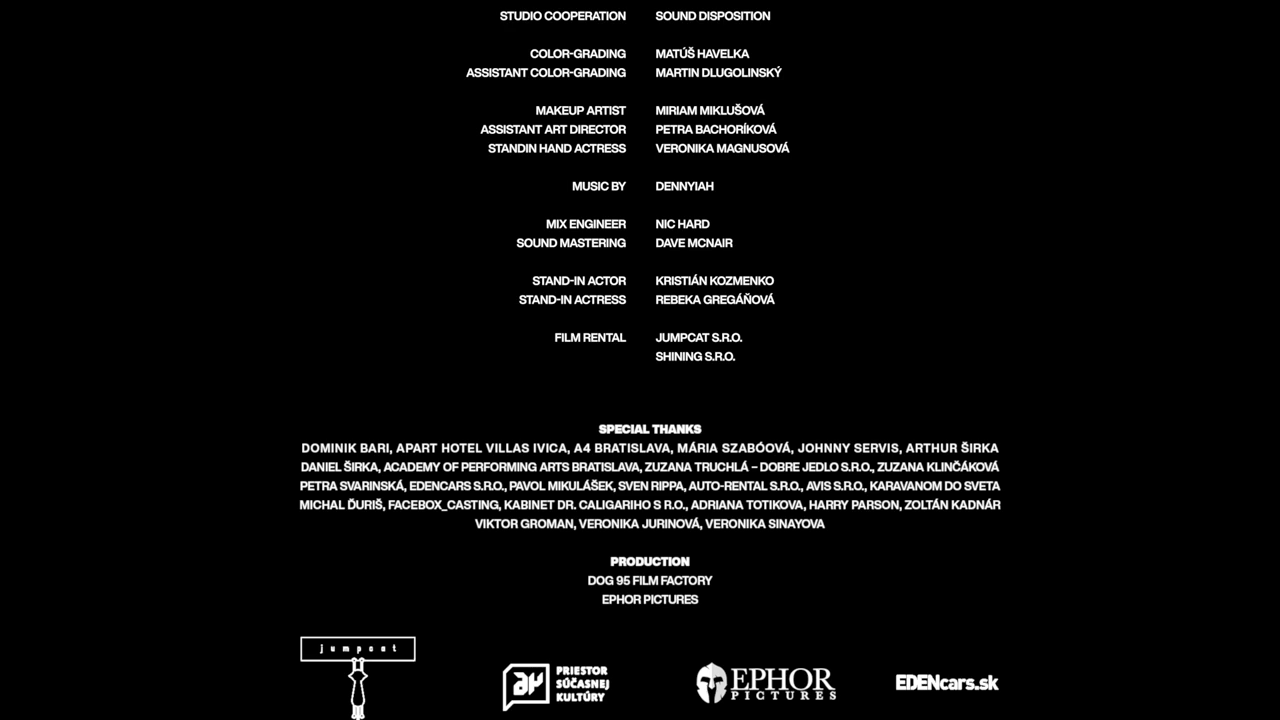 STUDIO COOPERATION SOUND DISPOSITION
COLOR-GRADING MATÚŠ HAVELKA
ASSISTANT COLOR-GRADING MARTIN DLUGOLINSKÝ
MAKEUP ARTIST MIRIAM MIKLUŠOVÁ
ASSISTANT ART DIRECTOR PETRA BACHORÍKOVÁ
STANDIN HAND ACTRESS VERONIKA MAGNUSOVÁ
MUSIC BY DENNYIAH
MIX ENGINEER NIC HARD
SOUND MASTERING DAVE MCNAIR
STAND-IN ACTOR KRISTIÁN KOZMENKO
STAND-IN ACTRESS REBEKA GREGÁŇOVÁ
FILM RENTAL JUMPCAT S.R.O.
SHINING S.R.O.
SPECIAL THANKS
DOMINIK BARI, APART HOTEL VILLAS IVICA, A4 BRATISLAVA, MÁRIA SZABÓOVÁ, JOHNNY SERVIS, ARTHUR ŠIRKA
DANIEL ŠIRKA, ACADEMY OF PERFORMING ARTS BRATISLAVA, ZUZANA TRUCHLÁ – DOBRE JEDLO S.R.O., ZUZANA KLINČÁKOVÁ
PETRA SVARINSKÁ, EDENCARS S.R.O., PAVOL MIKULÁŠEK, SVEN RIPPA, AUTO-RENTAL S.R.O., AVIS S.R.O., KARAVANOM DO SVETA
MICHAL ĎURIŠ, FACEBOX_CASTING, KABINET DR. CALIGARIHO S R.O., ADRIANA TOTIKOVA, HARRY PARSON, ZOLTÁN KADNÁR
VIKTOR GROMAN, VERONIKA JURINOVÁ, VERONIKA SINAYOVA
PRODUCTION
DOG 95 FILM FACTORY
EPHOR PICTURES
jumpcat
A4 PRIESTOR
SÚČASNEJ
KULTÚRY
EPHOR
PICTURES
EDENcars.sk